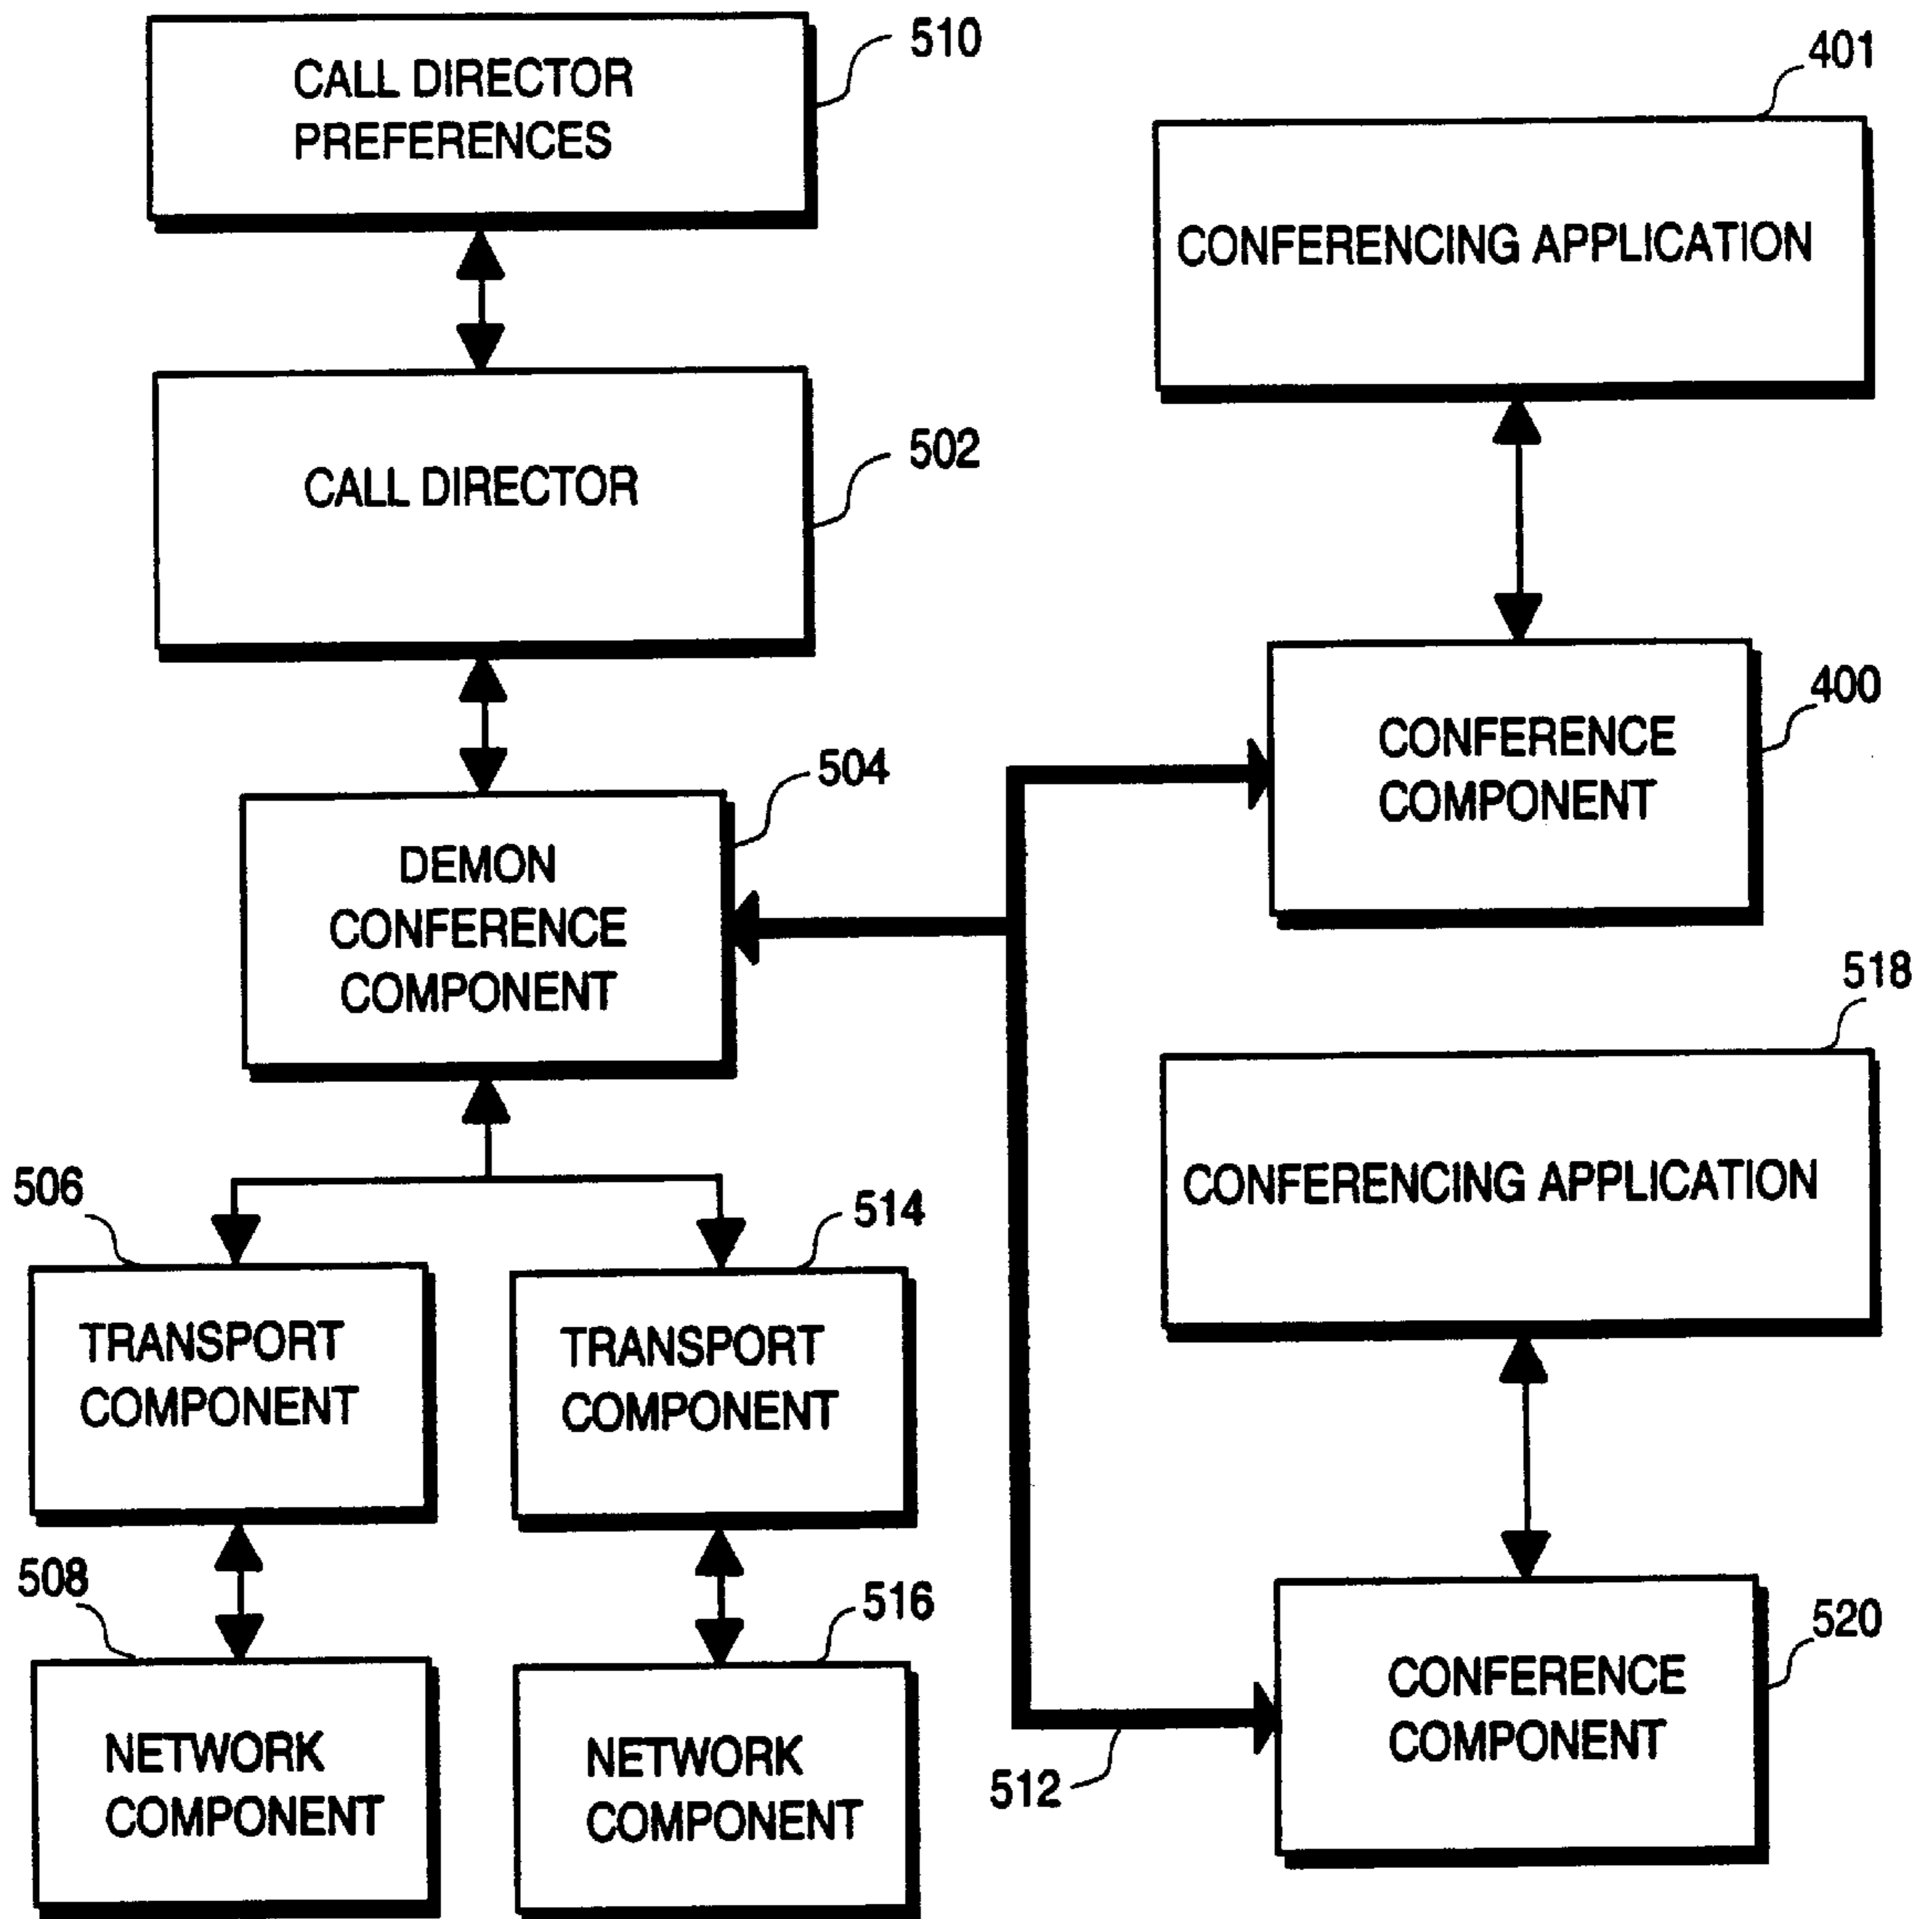 CALL DIRECTOR
PREFERENCES
510
401
CONFERENCING APPLICATION
CALL DIRECTOR
502
CONFERENCE
COMPONENT
400
DEMON
CONFERENCE
COMPONENT
504
518
CONFERENCING APPLICATION
506
TRANSPORT
COMPONENT
514
TRANSPORT
COMPONENT
508
NETWORK
COMPONENT
516
NETWORK
COMPONENT
512
520
CONFERENCE
COMPONENT